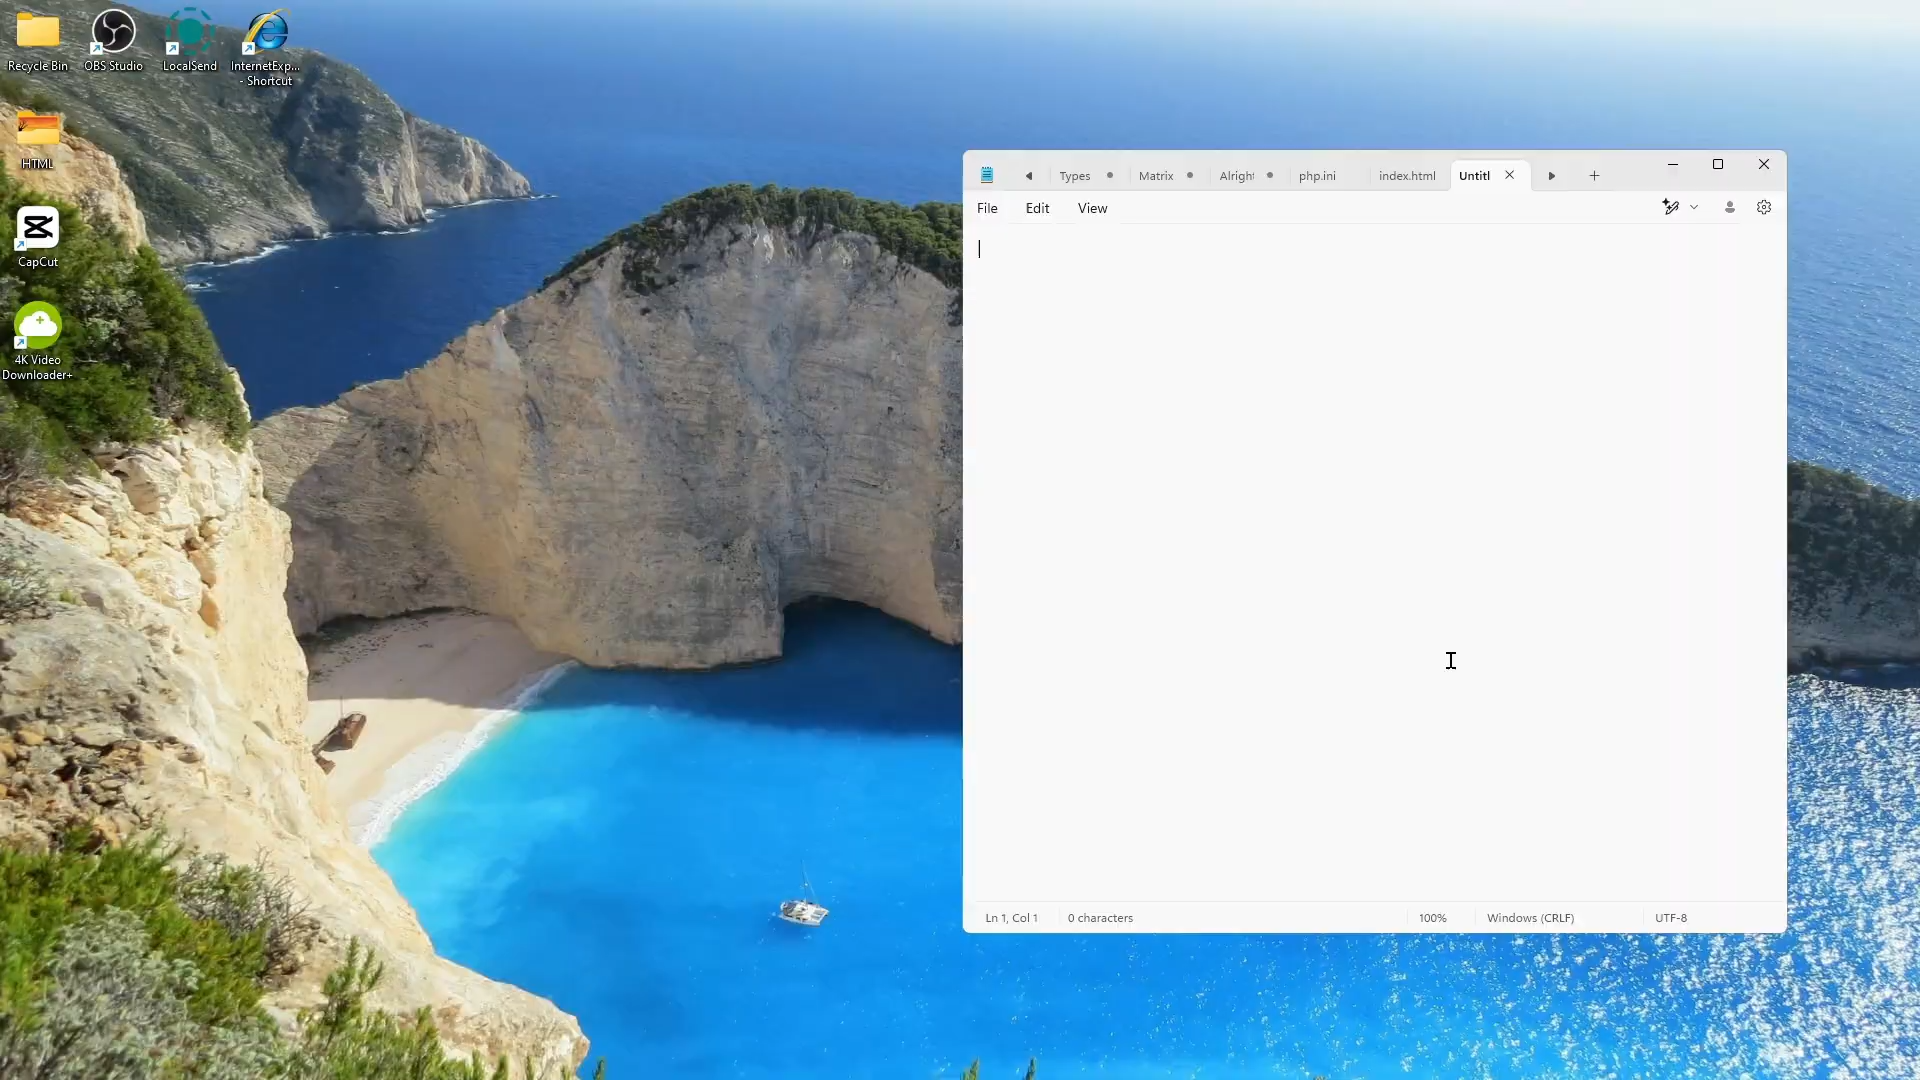 Recycle Bin
OBS Studio
LocalSend
InternetExp...
- Shortcut
HTML
CapCut
4K Video
Downloader+
Types
Matrix
Alright
php.ini
index.html
Untitl
File
Edit
View
Ln 1, Col 1
0 characters
100%
Windows (CRLF)
UTF-8